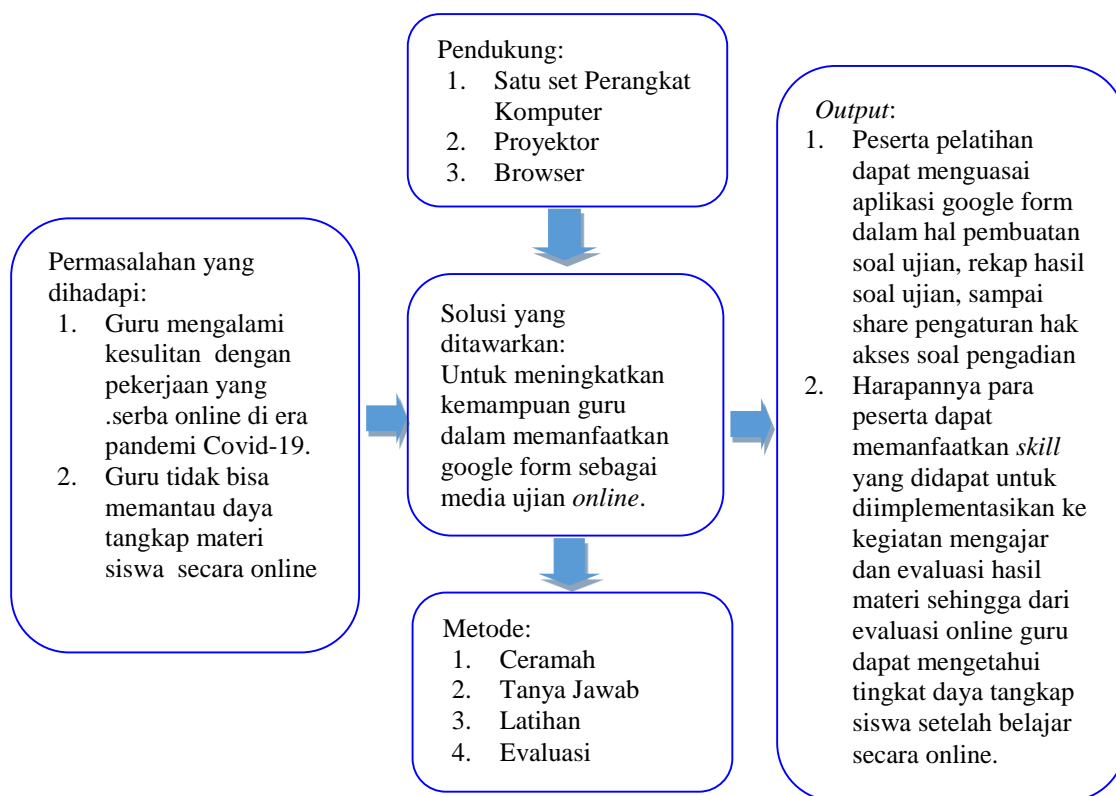 Pendukung:
1. Satu set Perangkat
Komputer
2. Proyektor
3. Browser
Permasalahan yang
dihadapi:
1. Guru mengalami
kesulitan dengan
pekerjaan yang
.serba online di era
pandemi Covid-19.
2. Guru tidak bisa
memantau daya
tangkap materi
siswa secara online
Solusi yang
ditawarkan:
Untuk meningkatkan
kemampuan guru
dalam memanfaatkan
google form sebagai
media ujian online.
Metode:
1. Ceramah
2. Tanya Jawab
3. Latihan
4. Evaluasi
Output:
1. Peserta pelatihan
dapat menguasai
aplikasi google form
dalam hal pembuatan
soal ujian, rekap hasil
soal ujian, sampai
share pengaturan hak
akses soal pengadian
2. Harapannya para
peserta dapat
memanfaatkan skill
yang didapat untuk
diimplementasikan ke
kegiatan mengajar
dan evaluasi hasil
materi sehingga dari
evaluasi online guru
dapat mengetahui
tingkat daya tangkap
siswa setelah belajar
secara online.